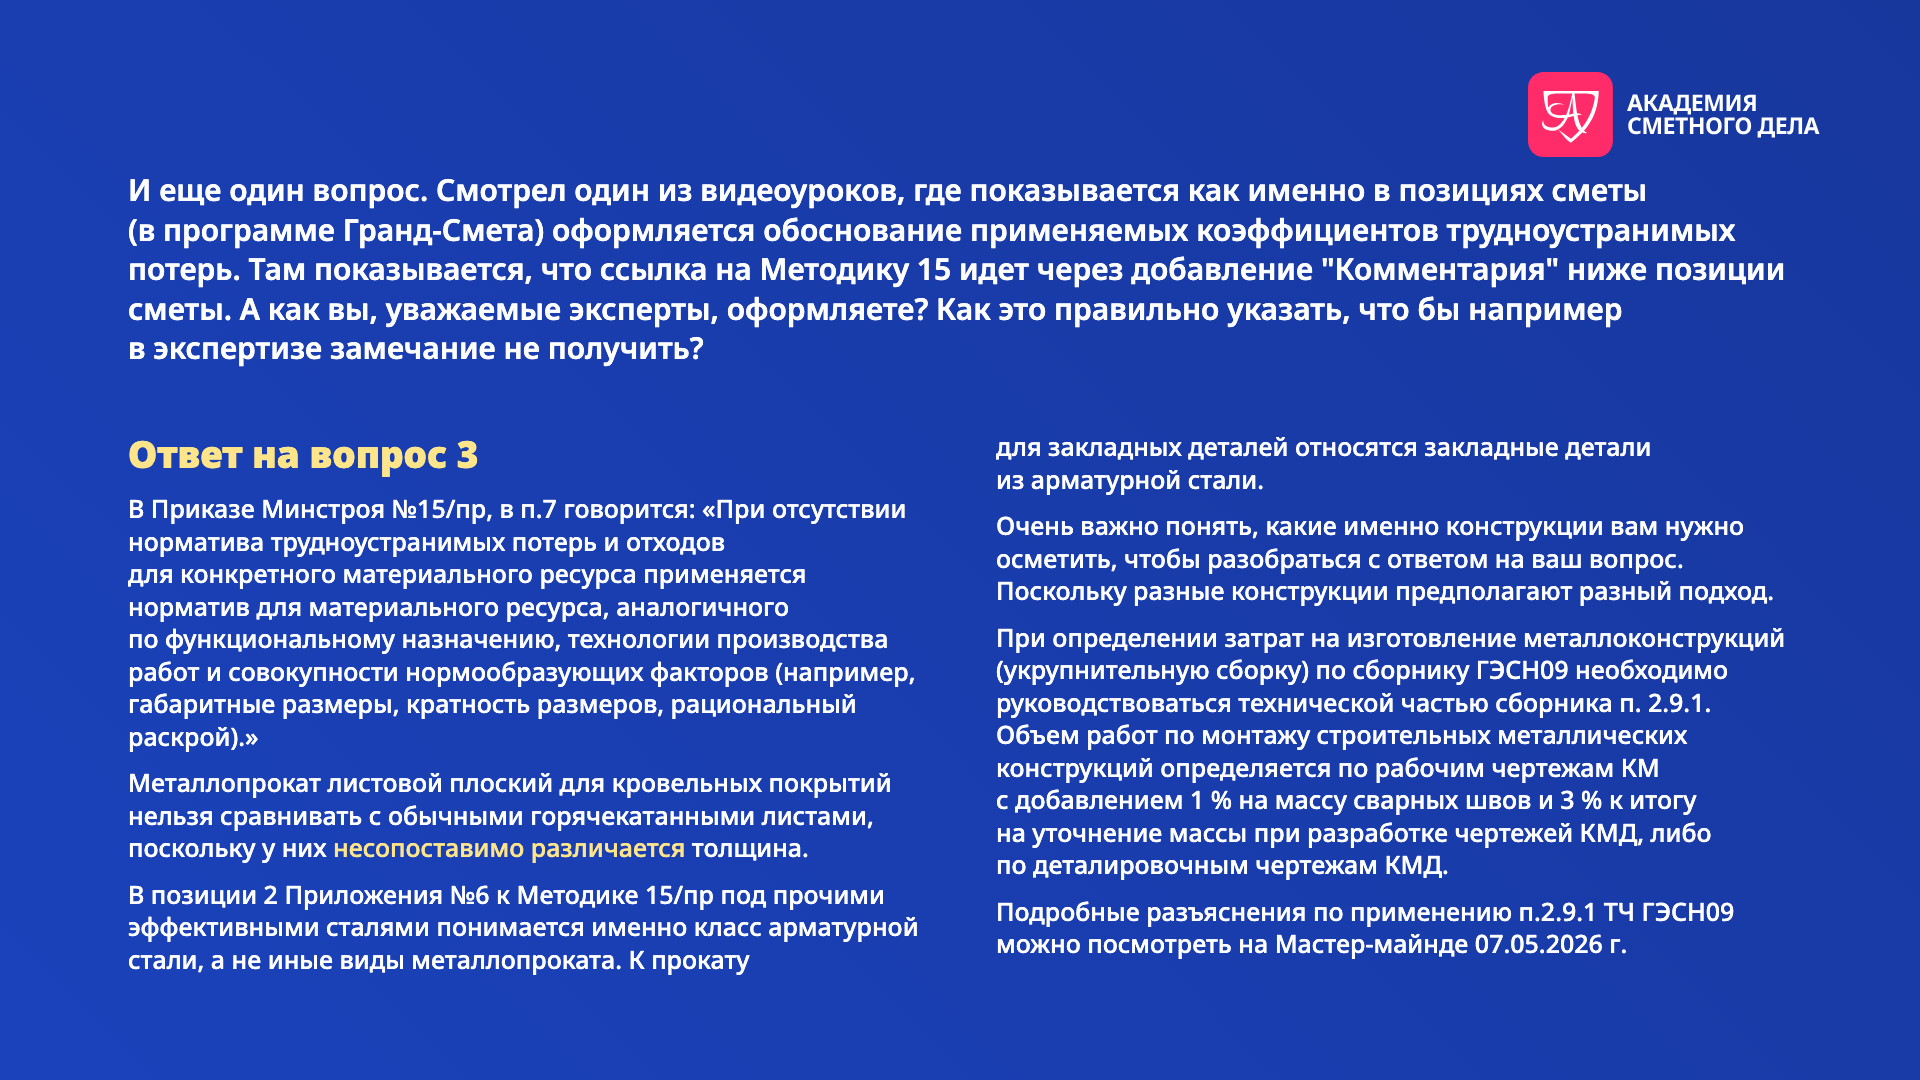 АКАДЕМИЯ
СМЕТНОГО ДЕЛА
И еще один вопрос. Смотрел один из видеоуроков, где показывается как именно в позициях сметы
(в программе Гранд-Смета) оформляется обоснование применяемых коэффициентов трудноустранимых
потерь. Там показывается, что ссылка на Методику 15 идет через добавление "Комментария" ниже позиции
сметы. А как вы, уважаемые эксперты, оформляете? Как это правильно указать, что бы например
в экспертизе замечание не получить?
Ответ на вопрос 3
В Приказе Минстроя №15/пр, в п.7 говорится: «При отсутствии
норматива трудноустранимых потерь и отходов
для конкретного материального ресурса применяется
норматив для материального ресурса, аналогичного
по функциональному назначению, технологии производства
работ и совокупности нормообразующих факторов (например,
габаритные размеры, кратность размеров, рациональный
раскрой).»
Металлопрокат листовой плоский для кровельных покрытий
нельзя сравнивать с обычными горячекатанными листами,
поскольку у них несопоставимо различается толщина.
В позиции 2 Приложения №6 к Методике 15/пр под прочими
эффективными сталями понимается именно класс арматурной
стали, а не иные виды металлопроката. К прокату
для закладных деталей относятся закладные детали
из арматурной стали.
Очень важно понять, какие именно конструкции вам нужно
осметить, чтобы разобраться с ответом на ваш вопрос.
Поскольку разные конструкции предполагают разный подход.
При определении затрат на изготовление металлоконструкций
(укрупнительную сборку) по сборнику ГЭСН09 необходимо
руководствоваться технической частью сборника п. 2.9.1.
Объем работ по монтажу строительных металлических
конструкций определяется по рабочим чертежам КМ
с добавлением 1 % на массу сварных швов и 3 % к итогу
на уточнение массы при разработке чертежей КМД, либо
по деталировочным чертежам КМД.
Подробные разъяснения по применению п.2.9.1 ТЧ ГЭСН09
можно посмотреть на Мастер-майнде 07.05.2026 г.